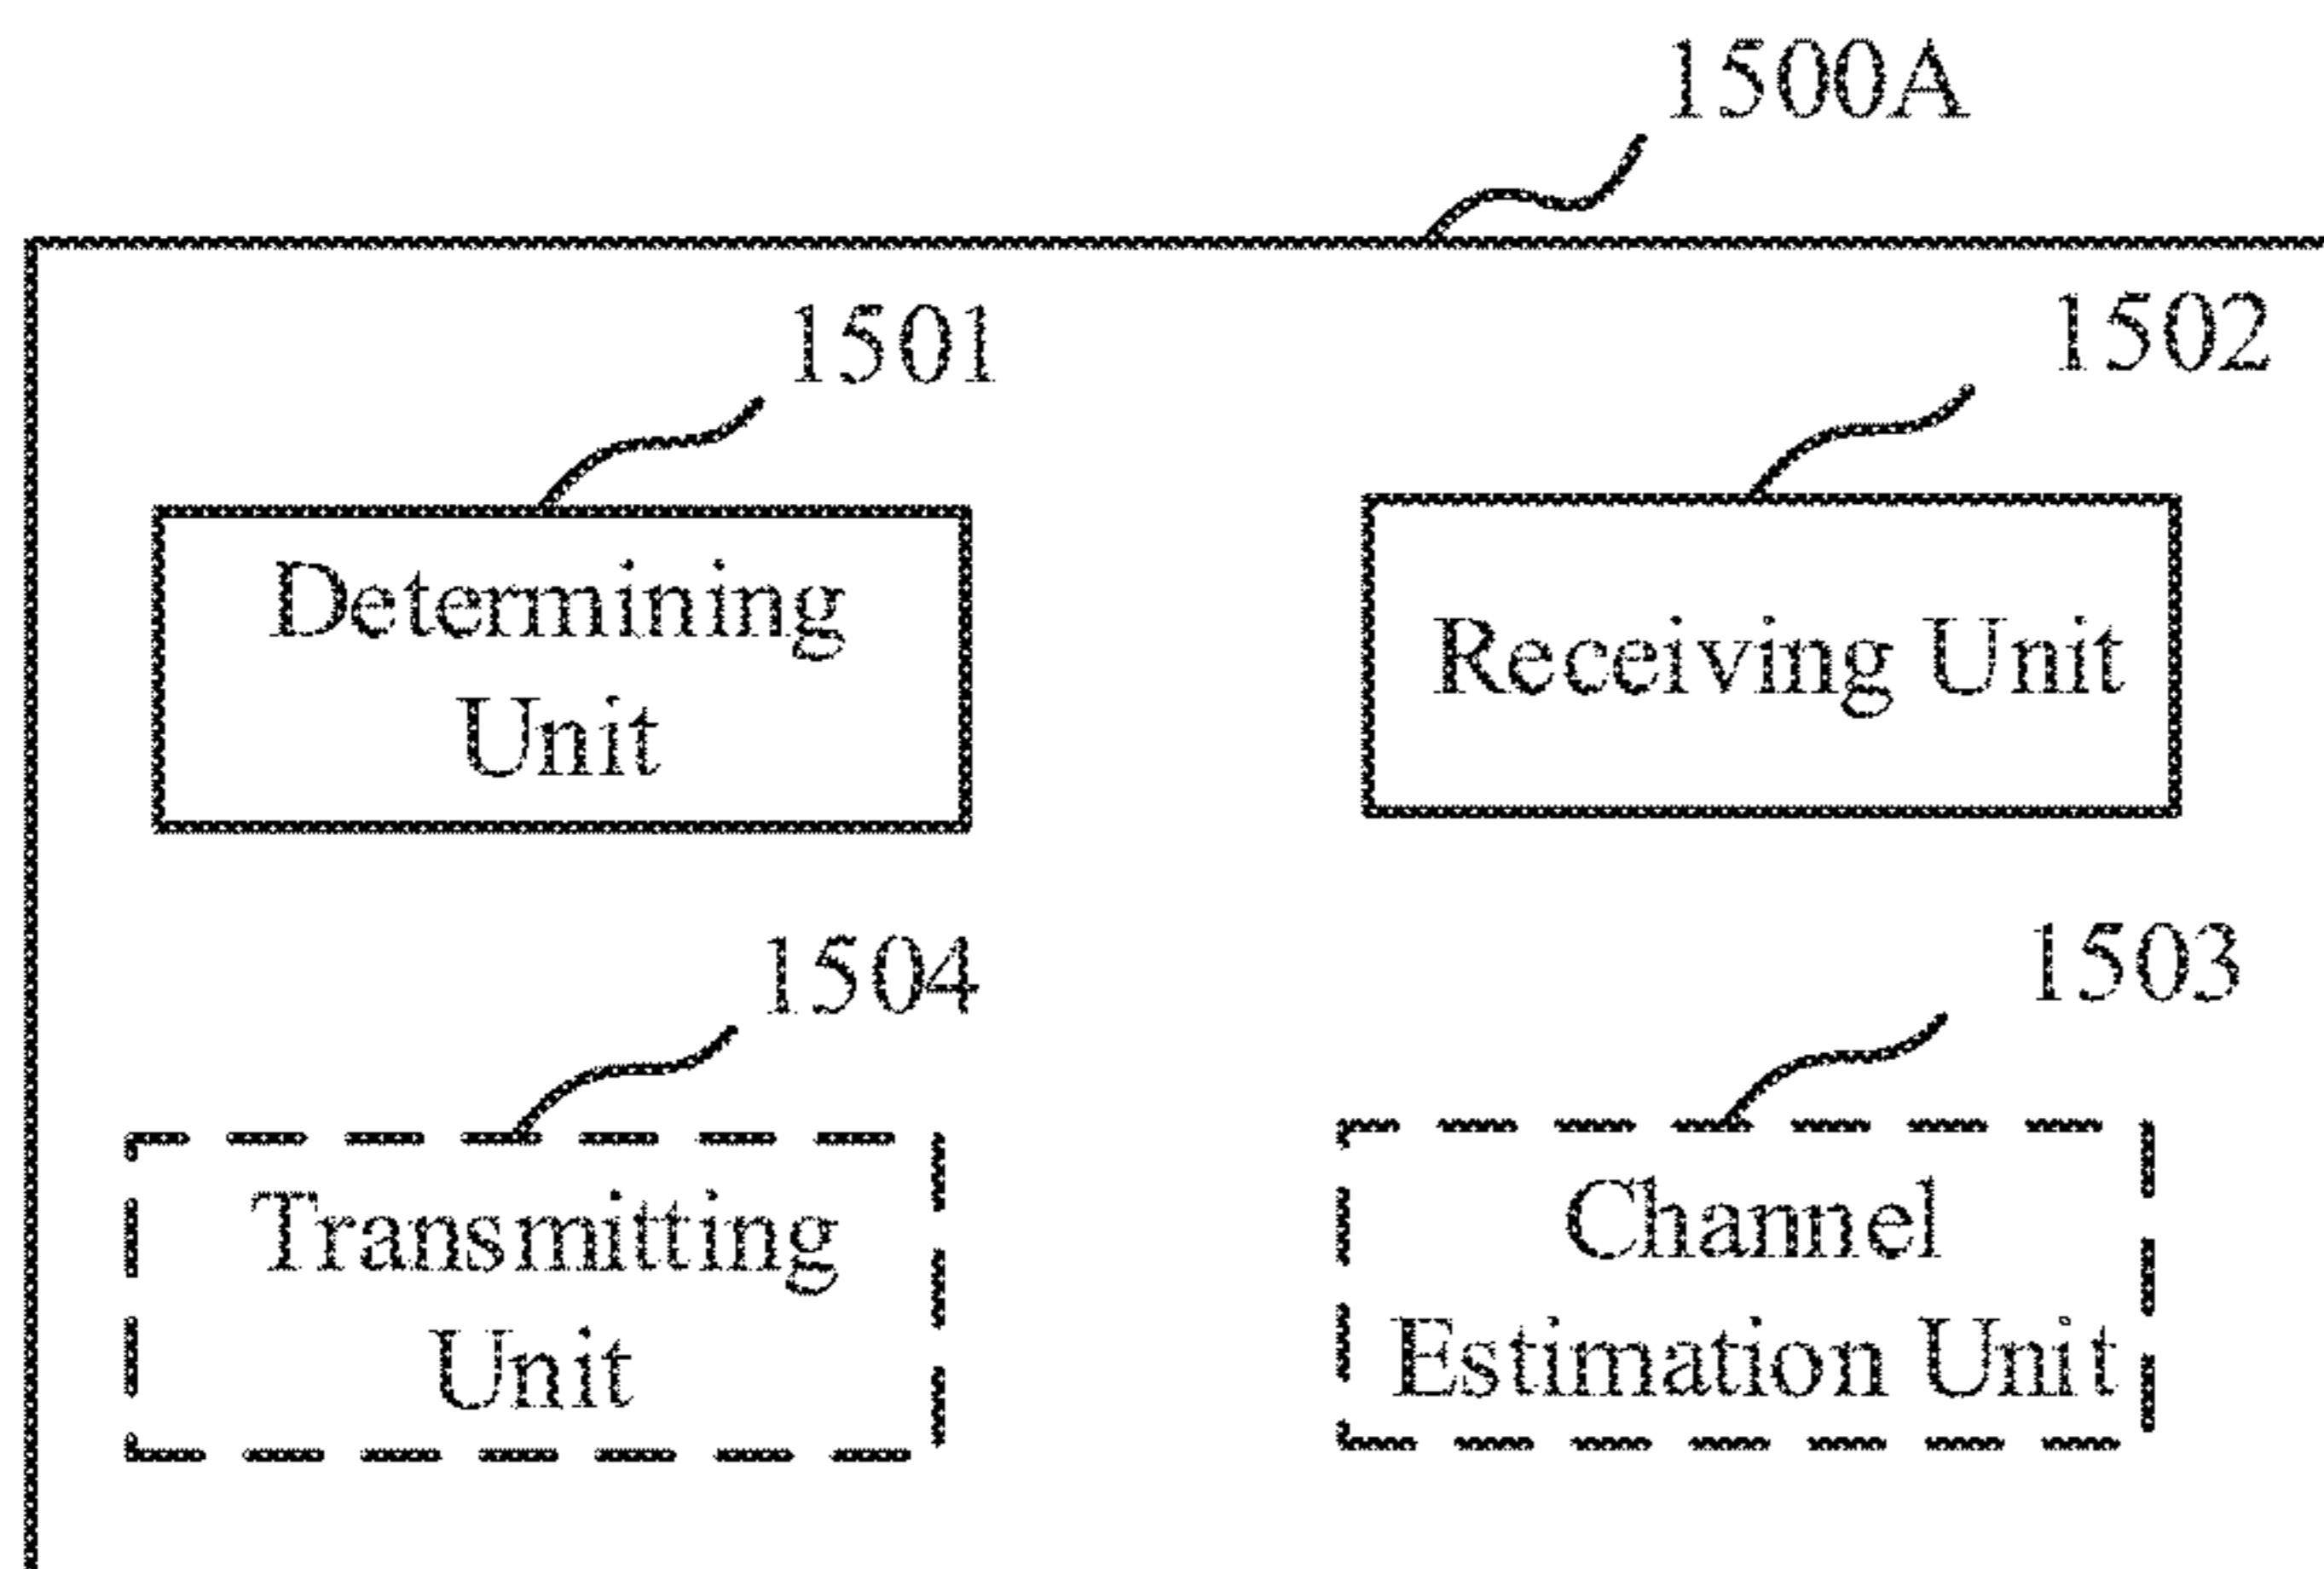 1500A
1501
1502
Determining
Unit
Receiving Unit
1504
1503
Transmitting
Unit
Channel
Estimation Unit